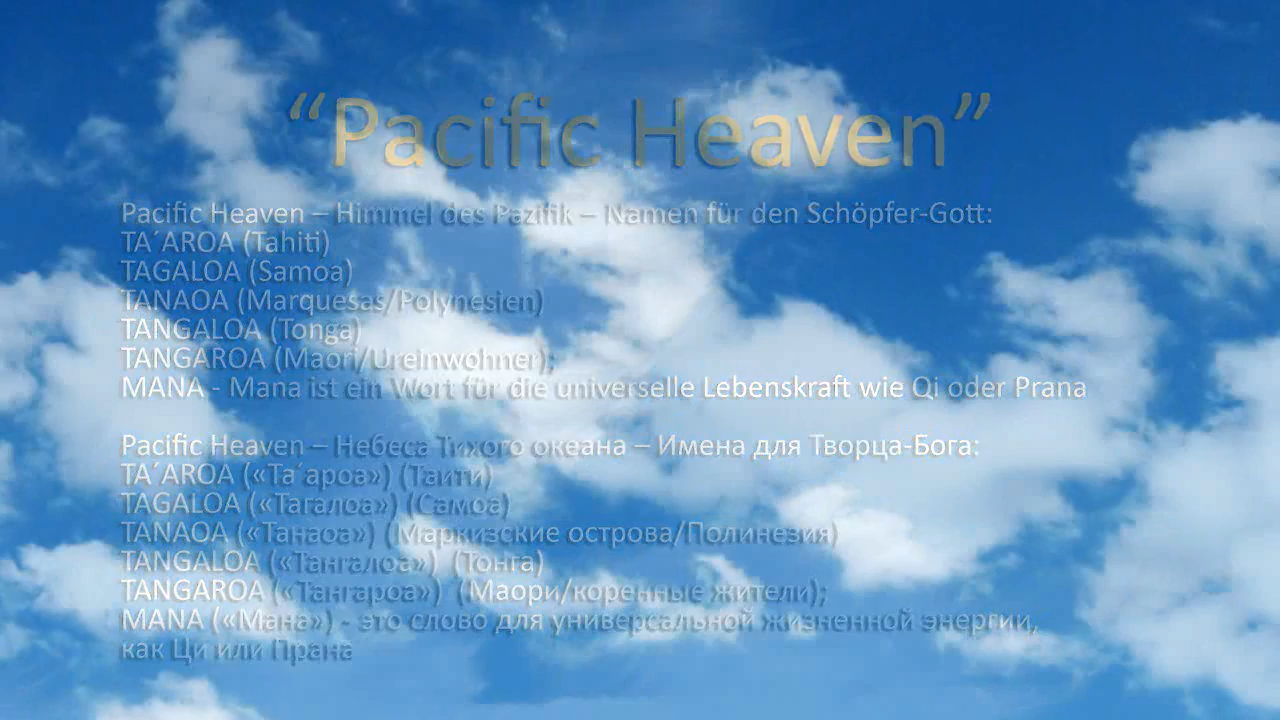 “Pacific Heaven”
Pacific Heaven – Himmel des Pazifik – Namen für den Schöpfer-Gott:
TA´AROA (Tahiti)
TAGALOA (Samoa)
TANAOA (Marquesas/Polynesien)
TANGALOA (Tonga)
TANGAROA (Maori/Ureinwohner);
MANA - Mana ist ein Wort für die universelle Lebenskraft wie Qi oder Prana
Pacific Heaven – Небеса Тихого океана – Имена для Творца-Бога:
TA´AROA («Та´ароа») (Таити)
TAGALOA («Тагалоа») (Самоа)
TANAOA («Танаоа») (Маркизские острова/Полинезия)
TANGALOA («Тангалоа») (Тонга)
TANGAROA («Тангароа») (Маори/коренные жители);
MANA («Мана») - это слово для универсальной жизненной энергии,
как Ци или Прана